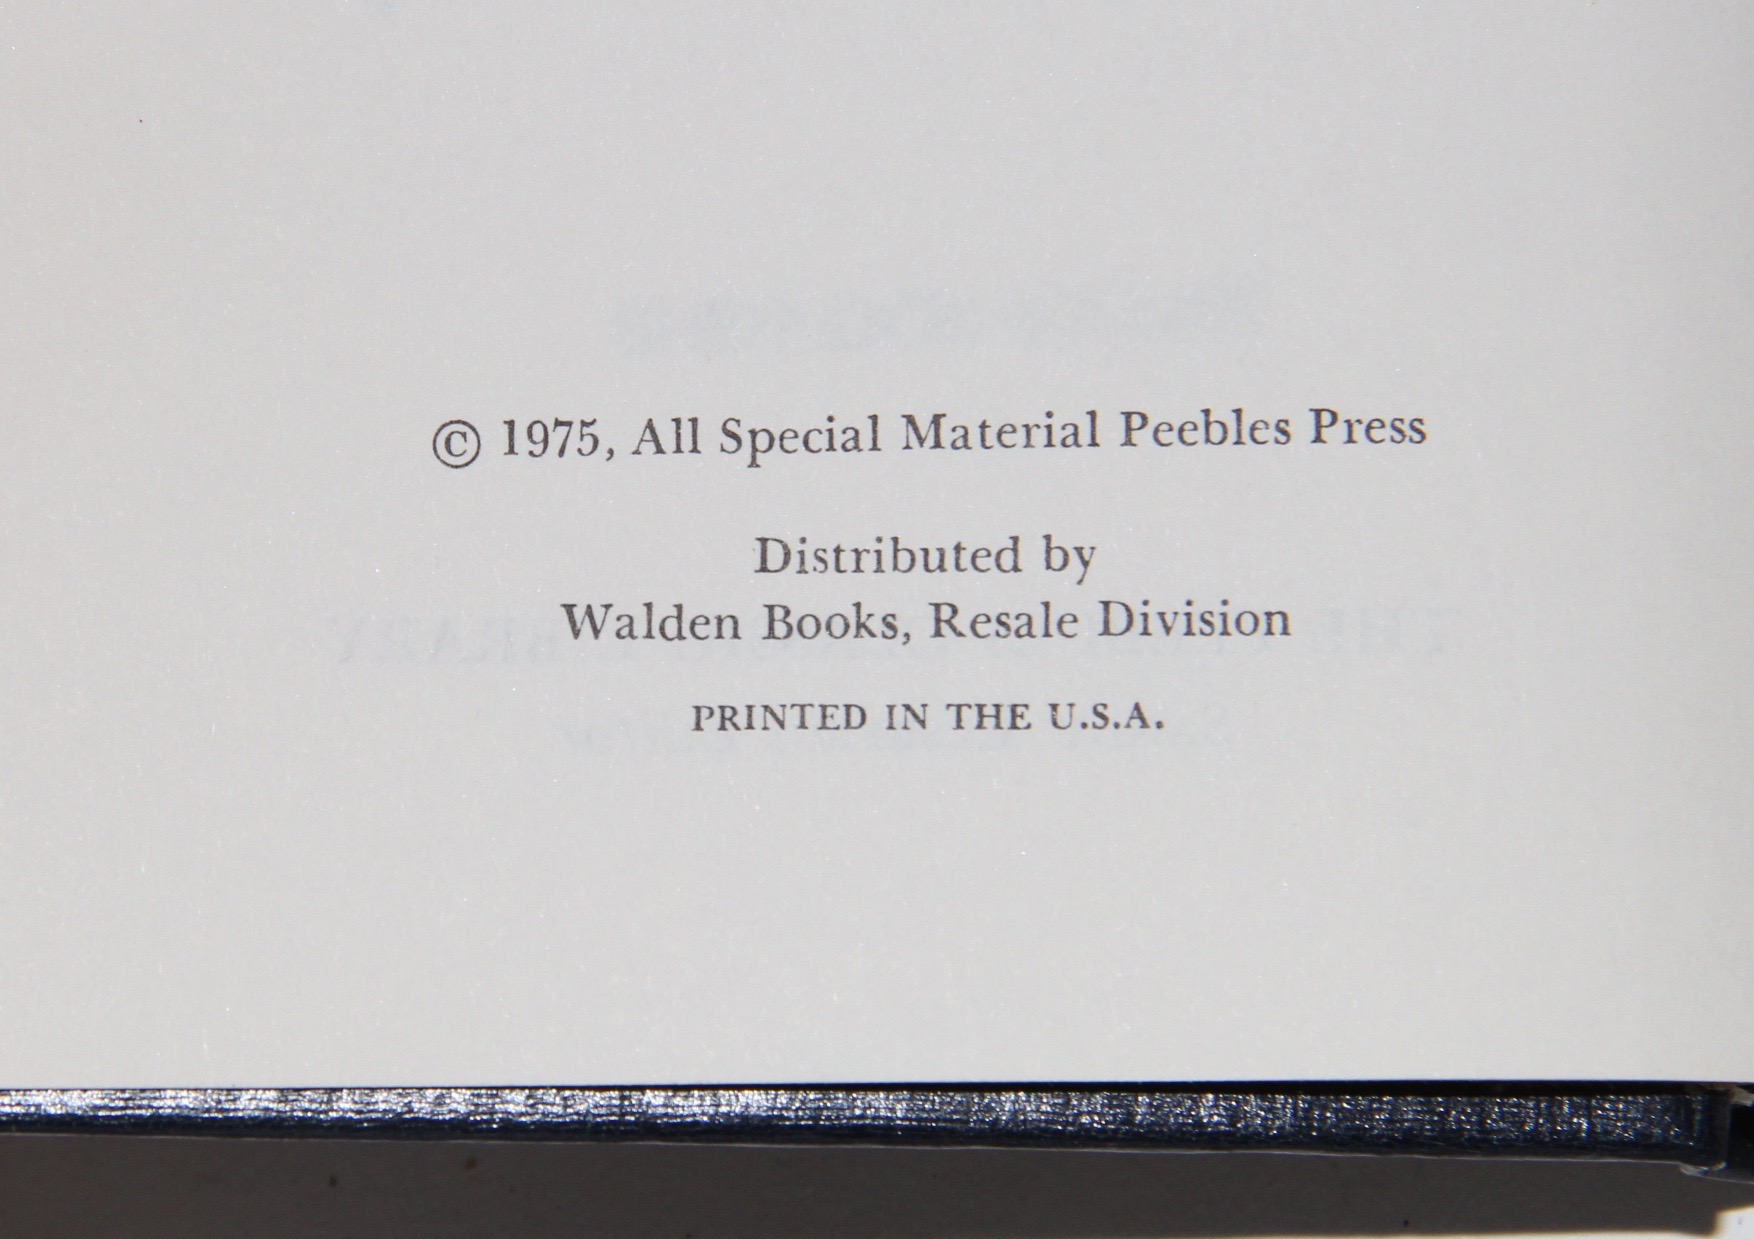 © 1975, All Special Material Peebles Press
Distributed by
Walden Books, Resale Division
PRINTED IN THE U.S.A.